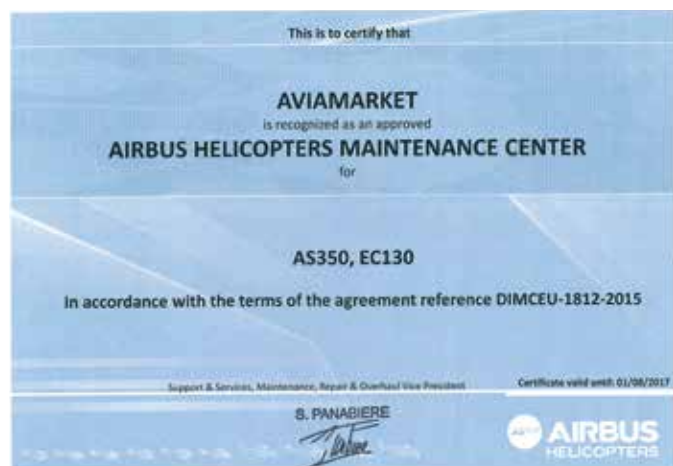 This is to certify that
AVIAMARKET
is recognized as an approved
AIRBUS HELICOPTERS MAINTENANCE CENTER
for
AS350, EC130
In accordance with the terms of the agreement reference DIMCEU-1812-2015
Support & Services, Maintenance, Repair & Overhaul Vice President
Certificate valid until: 01/08/2017
S. PANABIERE
AIRBUS
HELICOPTERS